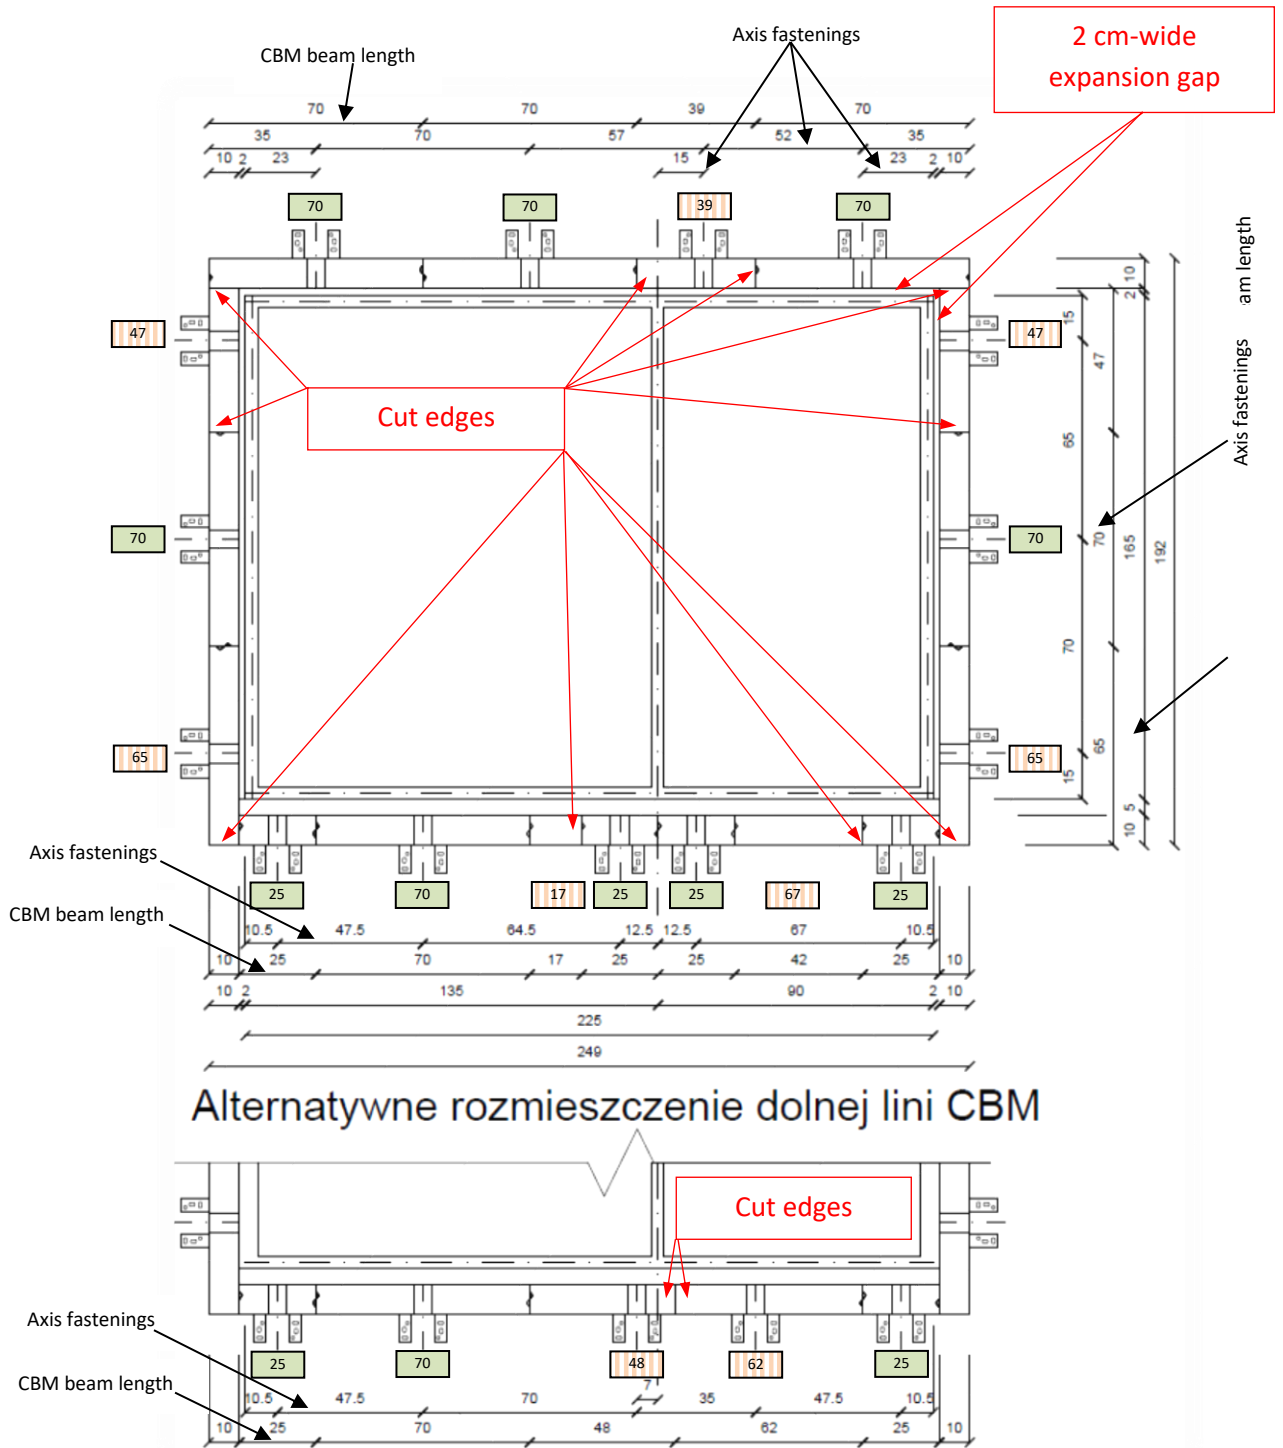 2 cm-wide
expansion gap
Axis fastenings
CBM beam length
70 70 39 70
35 70 57 52 35
10 2 23 15 23 2 10
70 70 39 70
am length
10
2
47 47
15
47
Axis fastenings
Cut edges
65
70 70
70
165
192
70
65 65
65
15
5
10
Axis fastenings
25 70 17 25 25 67 25
CBM beam length
10.5 47.5 64.5 12.5 12.5 67 10.5
10 25 70 17 25 25 42 25 10
10 2 135 90 2 10
225
249
Alternatywne rozmieszczenie dolnej lini CBM
Cut edges
Axis fastenings
25 70 48 62 25
CBM beam length
7
10.5 47.5 70 35 47.5 10.5
10 25 70 48 62 25 10